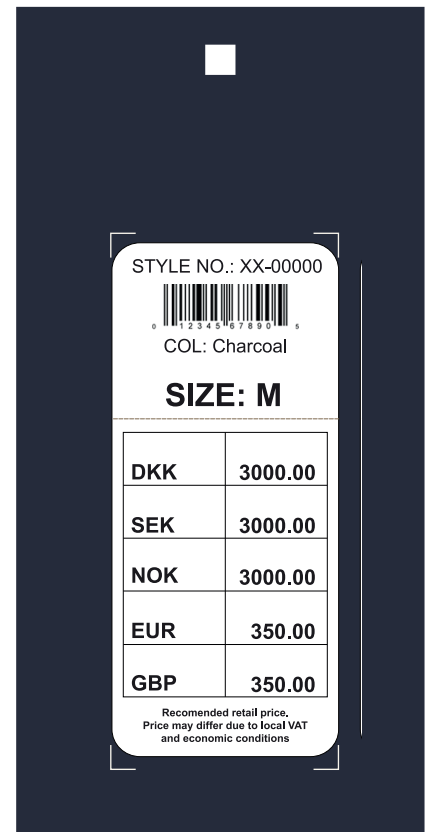 STYLE NO.: XX-00000
0 12345 67890 5
COL: Charcoal
SIZE: M
DKK 3000.00
SEK 3000.00
NOK 3000.00
EUR 350.00
GBP 350.00
Recomended retail price.
Price may differ due to local VAT
and economic conditions